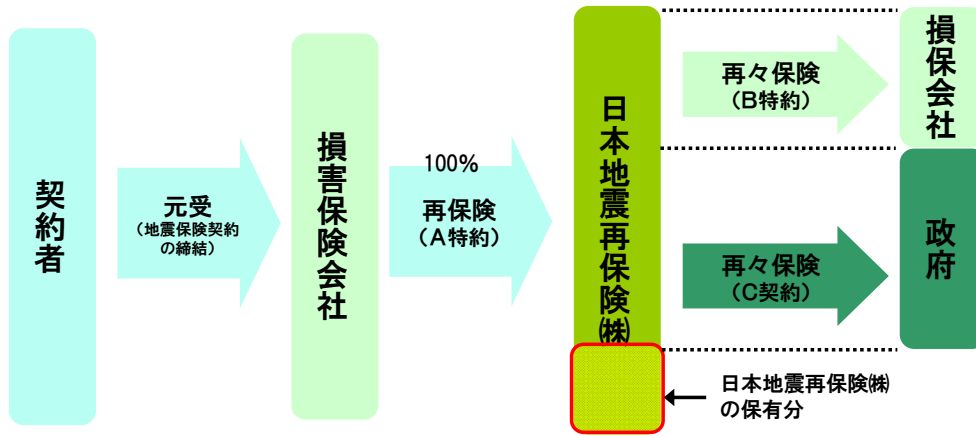 契約者
元受
（地震保険契約
の締結）
損害保険会社
100%
再保険
（A特約）
日本地震再保険㈱
再々保険
（B特約）
損保会社
再々保険
（C契約）
政府
日本地震再保険㈱
の保有分